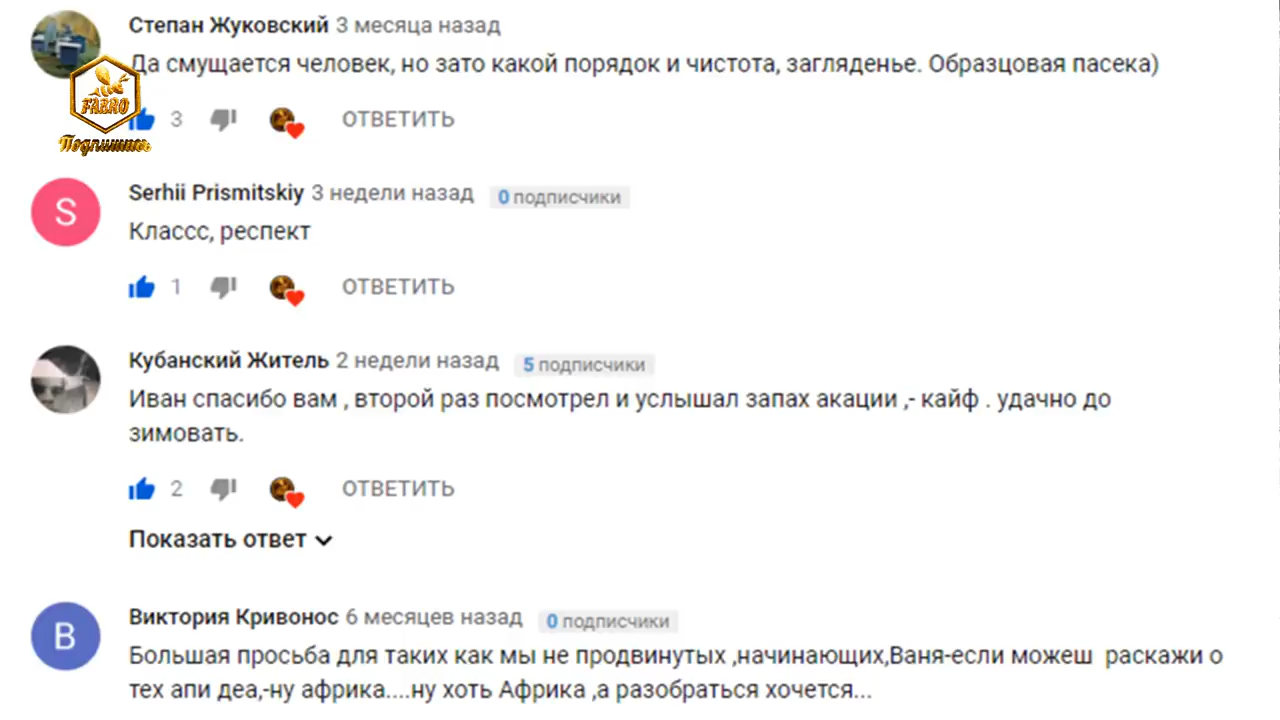 Степан Жуковский 3 месяца назад
Да смущается человек, но зато какой порядок и чистота, загляденье. Образцовая пасека)
FABRO
Подпишись
3 ОТВЕТИТЬ
S
Serhii Prismitskiy 3 недели назад 0 подписчики
Классс, респект
1 ОТВЕТИТЬ
Кубанский Житель 2 недели назад 5 подписчики
Иван спасибо вам , второй раз посмотрел и услышал запах акации ,- кайф . удачно до
зимовать.
2 ОТВЕТИТЬ
Показать ответ
В
Виктория Кривонос 6 месяцев назад 0 подписчики
Большая просьба для таких как мы не продвинутых ,начинающих,Ваня-если можеш раскажи о
тех апи деа,-ну африка....ну хоть Африка ,а разобраться хочется...